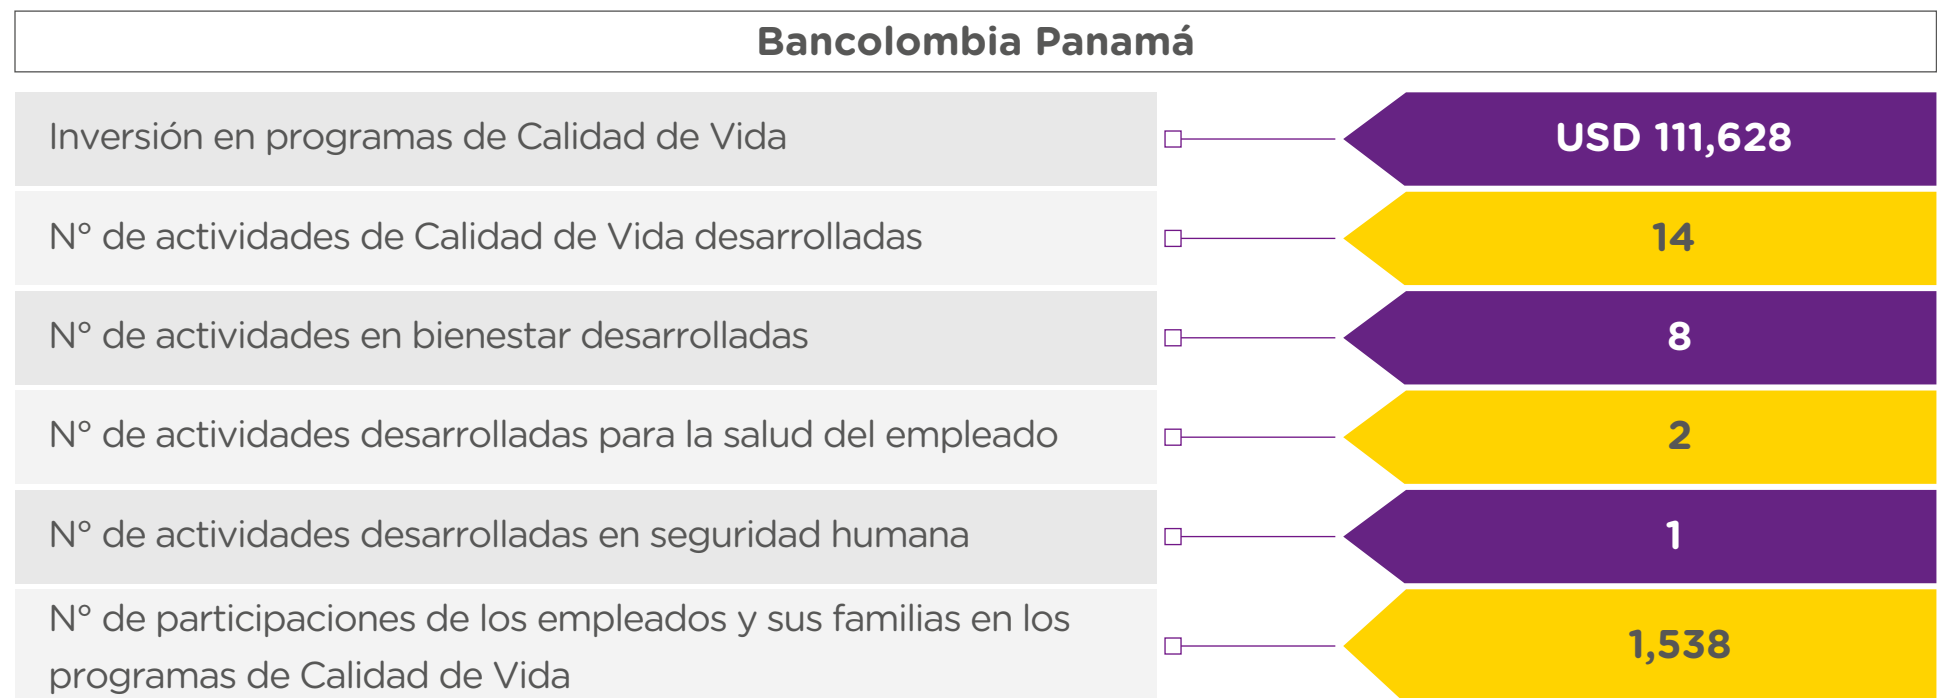 Bancolombia Panamá
Inversión en programas de Calidad de Vida
USD 111,628
N° de actividades de Calidad de Vida desarrolladas
14
N° de actividades en bienestar desarrolladas
8
N° de actividades desarrolladas para la salud del empleado
2
N° de actividades desarrolladas en seguridad humana
1
N° de participaciones de los empleados y sus familias en los
programas de Calidad de Vida
1,538